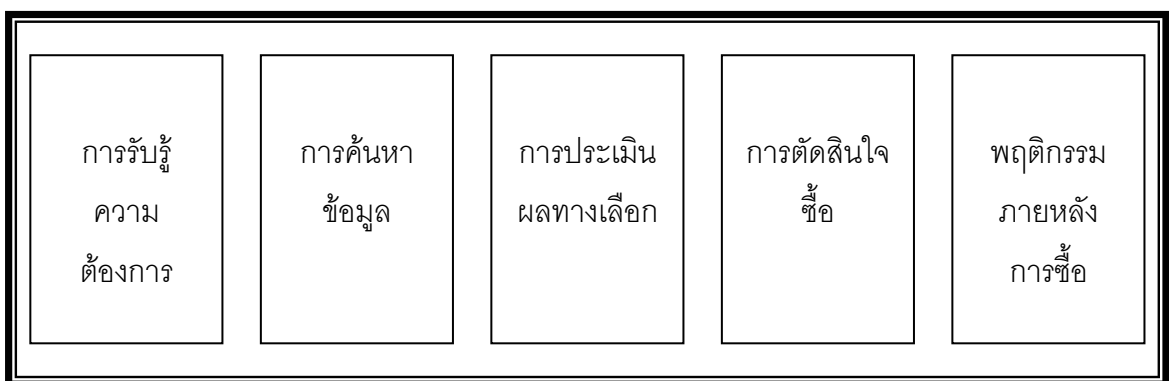 การรับรู้
ความ
ต้องการ
การค้นหา
ข้อมูล
การประเมิน
ผลทางเลือก
การตัดสินใจ
ซื้อ
พฤติกรรม
ภายหลัง
การซื้อ